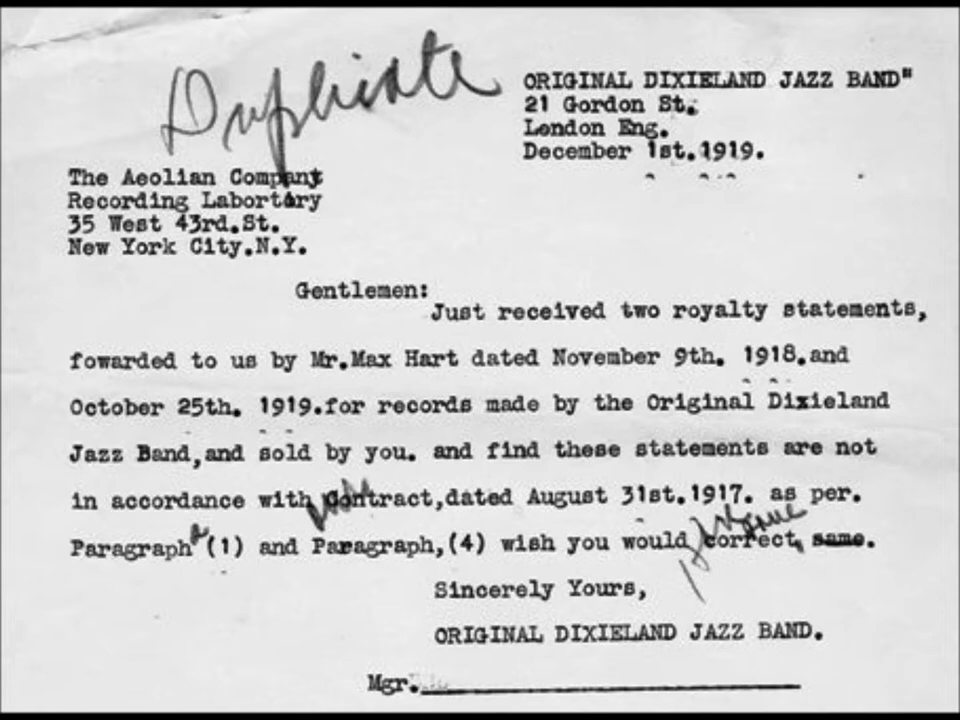 Duplicate
ORIGINAL DIXIELAND JAZZ BAND"
21 Gordon St.
London Eng.
December 1st.1919.
The Aeolian Company
Recording Labortory
35 West 43rd.St.
New York City.N.Y.
Gentlemen:
Just received two royalty statements,
fowarded to us by Mr.Max Hart dated November 9th. 1918.and
October 25th. 1919.for records made by the Original Dixieland
Jazz Band,and sold by you. and find these statements are not
in accordance with Contract,dated August 31st.1917. as per.
Paragraph (1) and Paragraph,(4) wish you would correct, same.
Sincerely Yours,
ORIGINAL DIXIELAND JAZZ BAND.
Mgr.